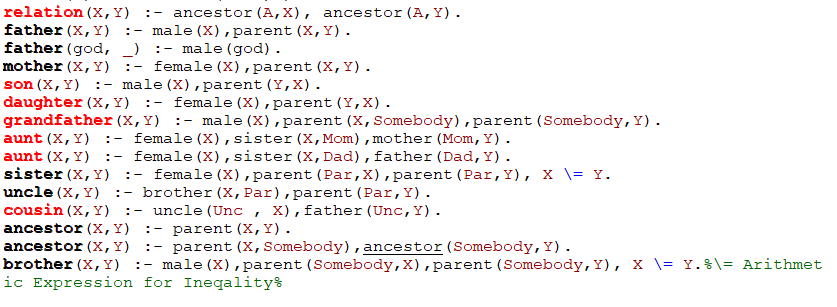 relation(X,Y) :- ancestor(A,X), ancestor(A,Y).
father(X,Y) :- male(X),parent(X,Y).
father(god, _) :- male(god).
mother(X,Y) :- female(X),parent(X,Y).
son(X,Y) :- male(X),parent(Y,X).
daughter(X,Y) :- female(X),parent(Y,X).
grandfather(X,Y) :- male(X),parent(X,Somebody),parent(Somebody,Y).
aunt(X,Y) :- female(X),sister(X,Mom),mother(Mom,Y).
aunt(X,Y) :- female(X),sister(X,Dad),father(Dad,Y).
sister(X,Y) :- female(X),parent(Par,X),parent(Par,Y), X \= Y.
uncle(X,Y) :- brother(X,Par),parent(Par,Y).
cousin(X,Y) :- uncle(Unc , X),father(Unc,Y).
ancestor(X,Y) :- parent(X,Y).
ancestor(X,Y) :- parent(X,Somebody),ancestor(Somebody,Y).
brother(X,Y) :- male(X),parent(Somebody,X),parent(Somebody,Y), X \= Y.%\= Arithmet
ic Expression for Ineqality%